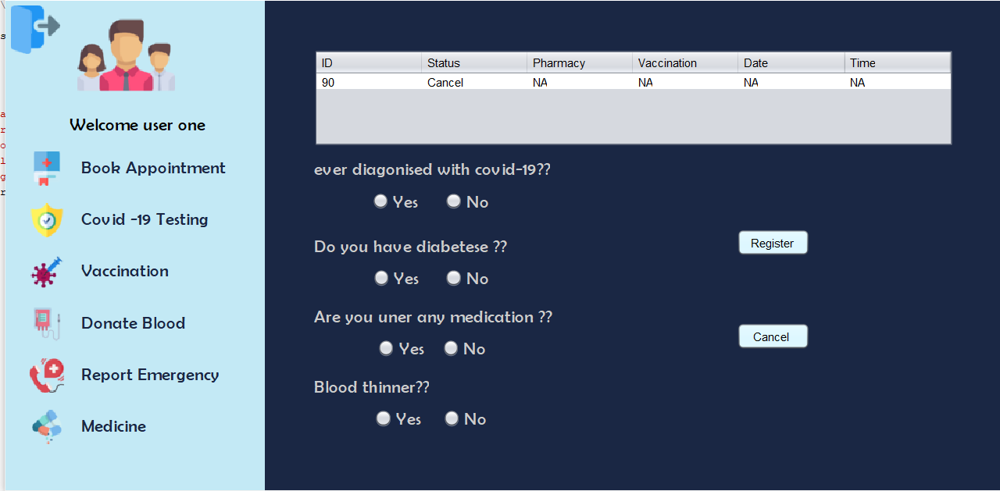 Welcome user one
Book Appointment
Covid -19 Testing
Vaccination
Donate Blood
Report Emergency
Medicine
ID Status Pharmacy Vaccination Date Time
90 Cancel NA NA NA NA
ever diagonised with covid-19??
Yes No
Do you have diabetese ??
Yes No
Register
Are you uner any medication ??
Yes No
Cancel
Blood thinner??
Yes No